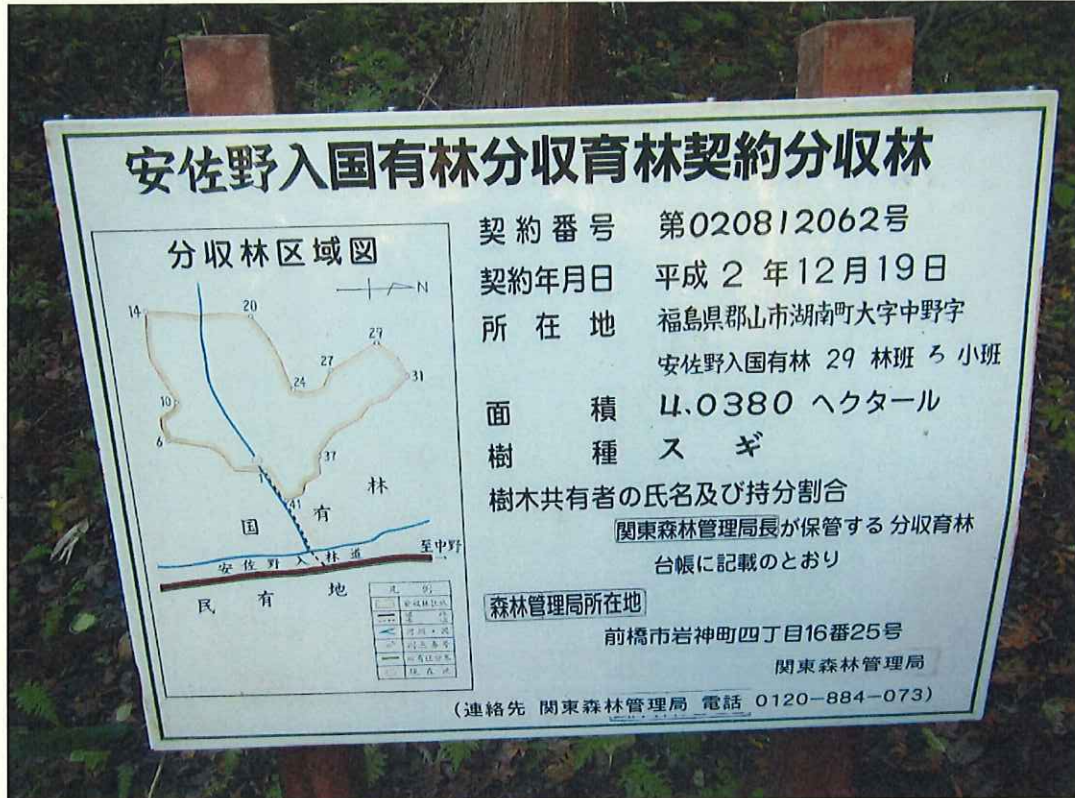 安佐野入国有林分収育林契約分収林
分収林区域図
N
14
20
29
27
24
31
10
6
37
1
41
国有林
安佐野入林道
至中野
民有地
凡例
契約番号 第020812062号
契約年月日 平成2年12月19日
所在地 福島県郡山市湖南町大字中野字
安佐野入国有林 29 林班 ろ 小班
面積 4.0380 ヘクタール
樹種 スギ
樹木共有者の氏名及び持分割合
関東森林管理局長が保管する分収育林
台帳に記載のとおり
森林管理局所在地
前橋市岩神町四丁目16番25号
関東森林管理局
(連絡先 関東森林管理局 電話 0120-884-073)